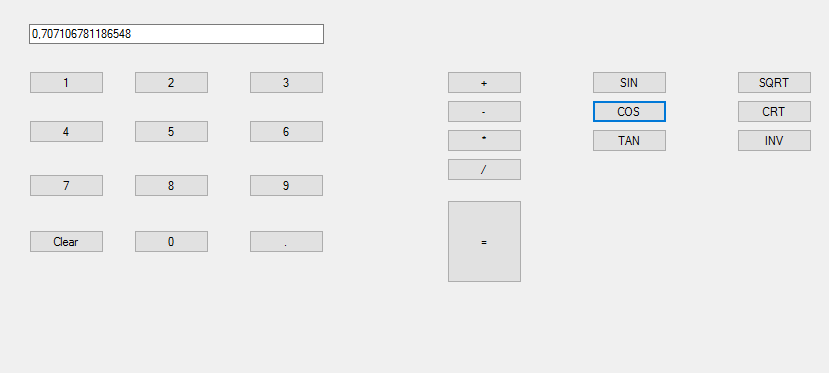 0,707106781186548
1 2 3 + SIN SQRT
4 5 6 - COS CRT
* TAN INV
7 8 9 /
Clear 0 . =